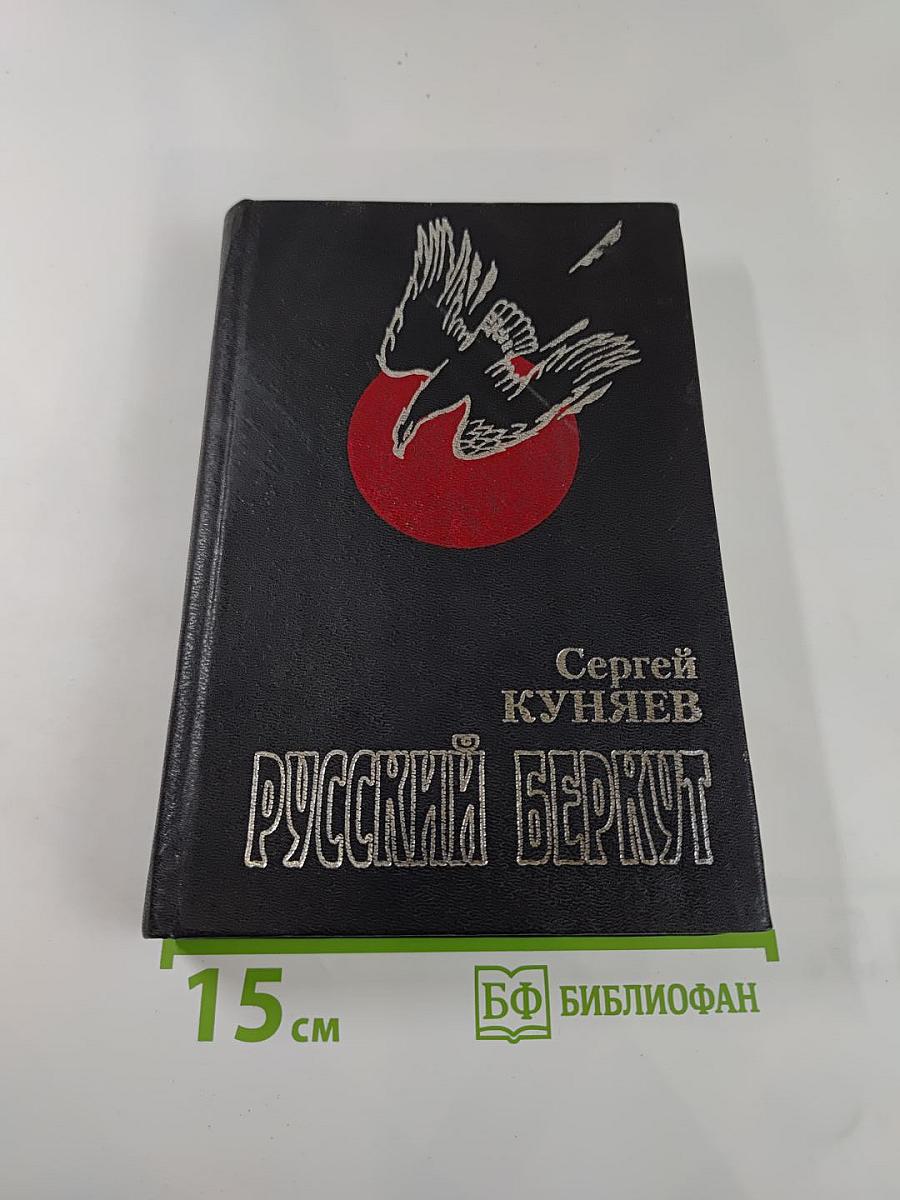 Сергей
КУНЯЕВ
РУССКИЙ БЕРКУТ
15 см
БФ БИБЛИОФАН